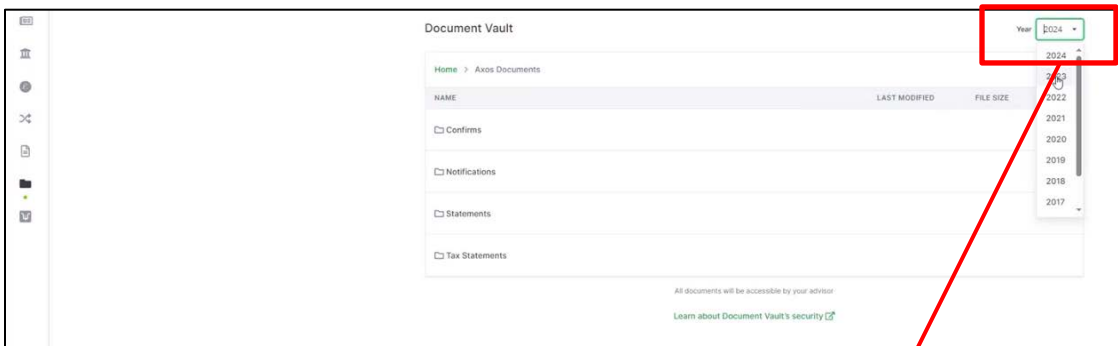 Document Vault
Year 2024
Home > Axos Documents
NAME LAST MODIFIED FILE SIZE
Confirms
Notifications
Statements
Tax Statements
2024
2023
2022
2021
2020
2019
2018
2017
All documents will be accessible by your advisor
Learn about Document Vault's security